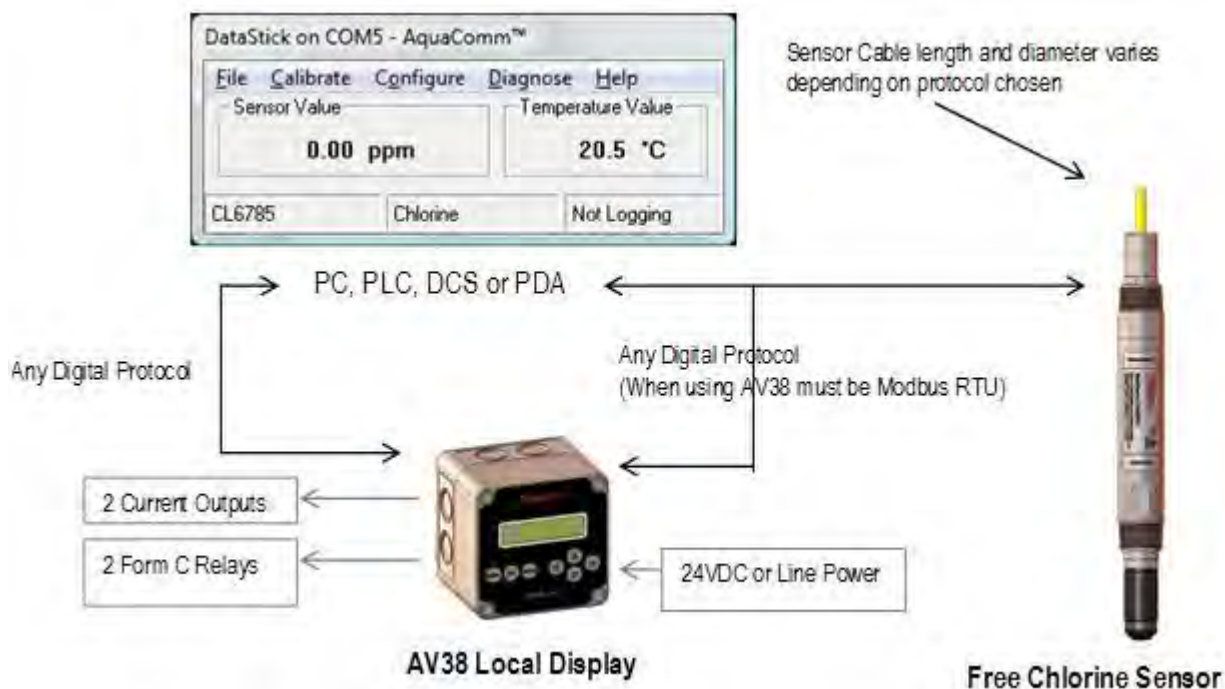 DataStick on COM5 - AquaComm™
File Calibrate Configure Diagnose Help
Sensor Value
Temperature Value
0.00 ppm
20.5 °C
CL6785
Chlorine
Not Logging
Sensor Cable length and diameter varies
depending on protocol chosen
PC, PLC, DCS or PDA
Any Digital Protocol
Any Digital Protocol
(When using AV38 must be Modbus RTU)
2 Current Outputs
2 Form C Relays
24VDC or Line Power
AV38 Local Display
Free Chlorine Sensor